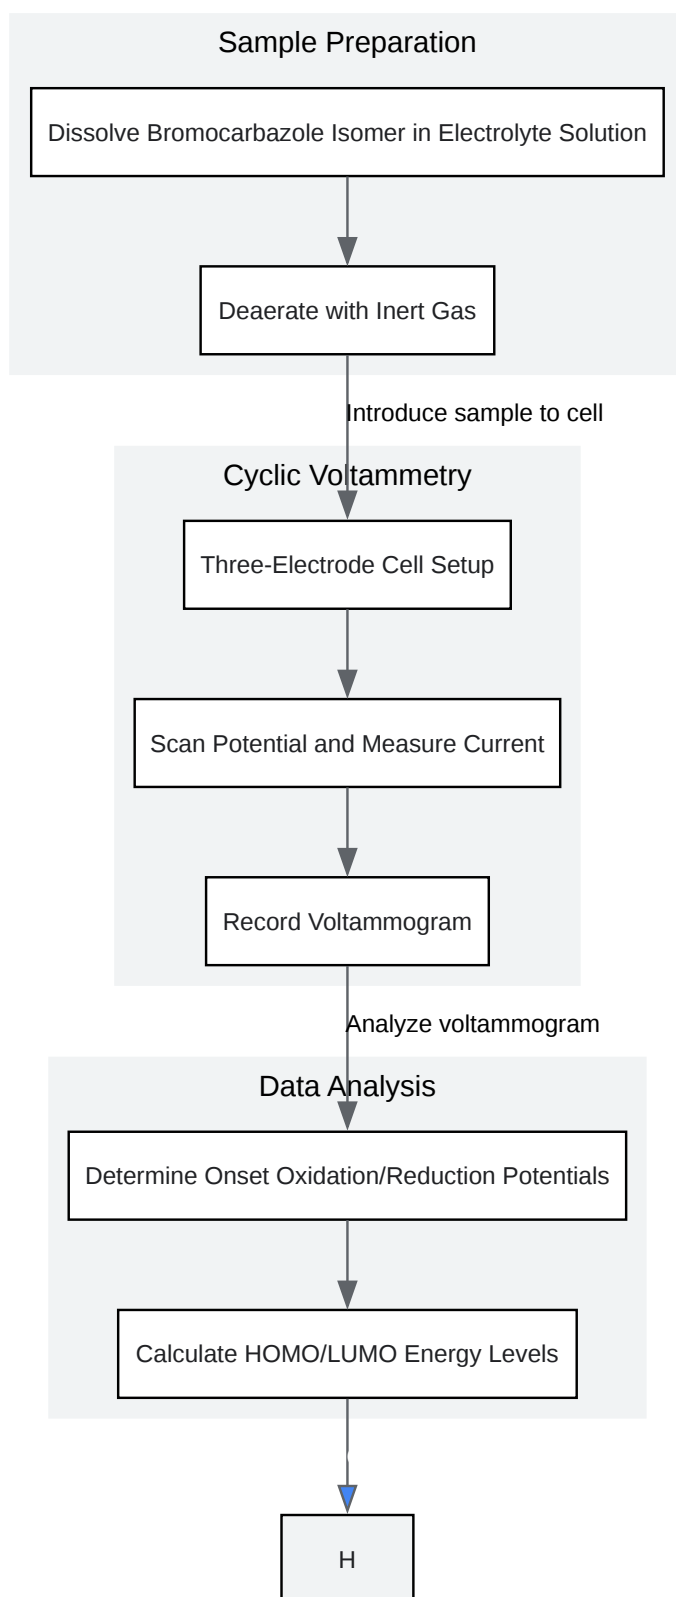 Sample Preparation
Dissolve Bromocarbazole Isomer in Electrolyte Solution
Deaerate with Inert Gas
Introduce sample to cell
Cyclic Voltammetry
Three-Electrode Cell Setup
Scan Potential and Measure Current
Record Voltammogram
Analyze voltammogram
Data Analysis
Determine Onset Oxidation/Reduction Potentials
Calculate HOMO/LUMO Energy Levels
H